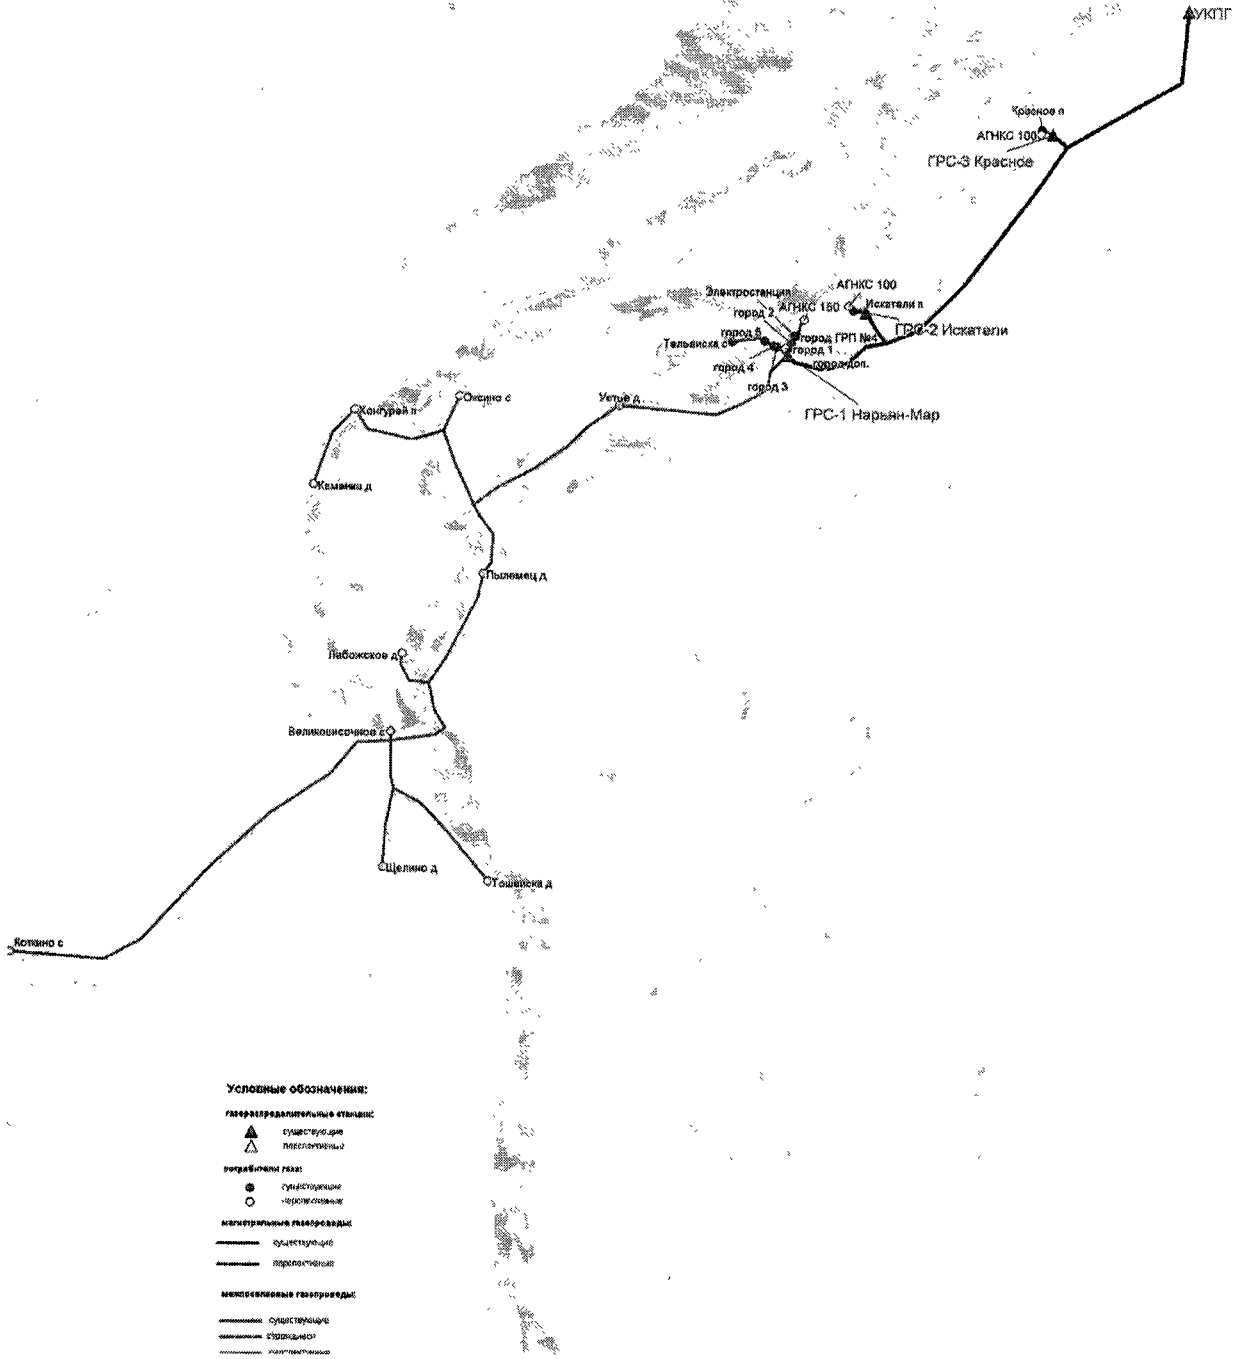 УКПГ
Красное п
АГНКС 100
ГРС-3 Красное
АГНКС 100
Электростанция
Искатели п
АГНКС 150
город 2
ГРС-2 Искатели
город 5
город ГРП №4
Тельвиска с
город 1
город 4
город-доп.
город 3
ГРС-1 Нарьян-Мар
Устье д
Оксино с
Хонгурей п
Каменка д
Пылемец д
Лабожское д
Великовисочное с
Щелино д
Тошвиска д
Коткино с
Условные обозначения:
газораспределительные станции:
существующие
перспективные
потребители газа:
существующие
перспективные
магистральные газопроводы:
существующие
перспективные
межпоселковые газопроводы:
существующие
строящиеся
перспективные